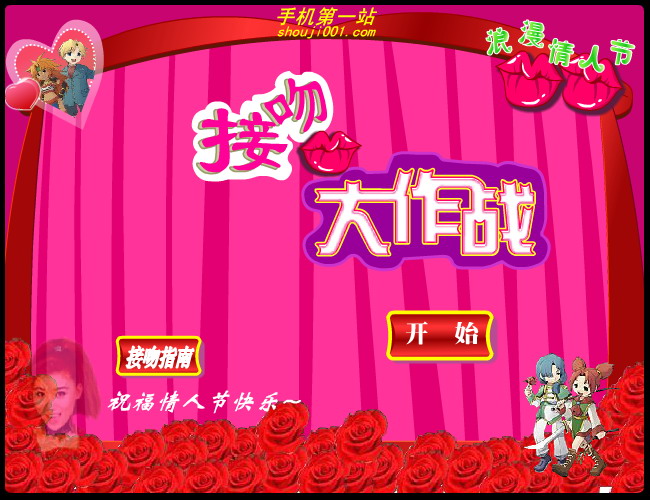 手机第一站
shouji001.com
浪漫情人节
接吻
大作战
开 始
接吻指南
祝福情人节快乐～